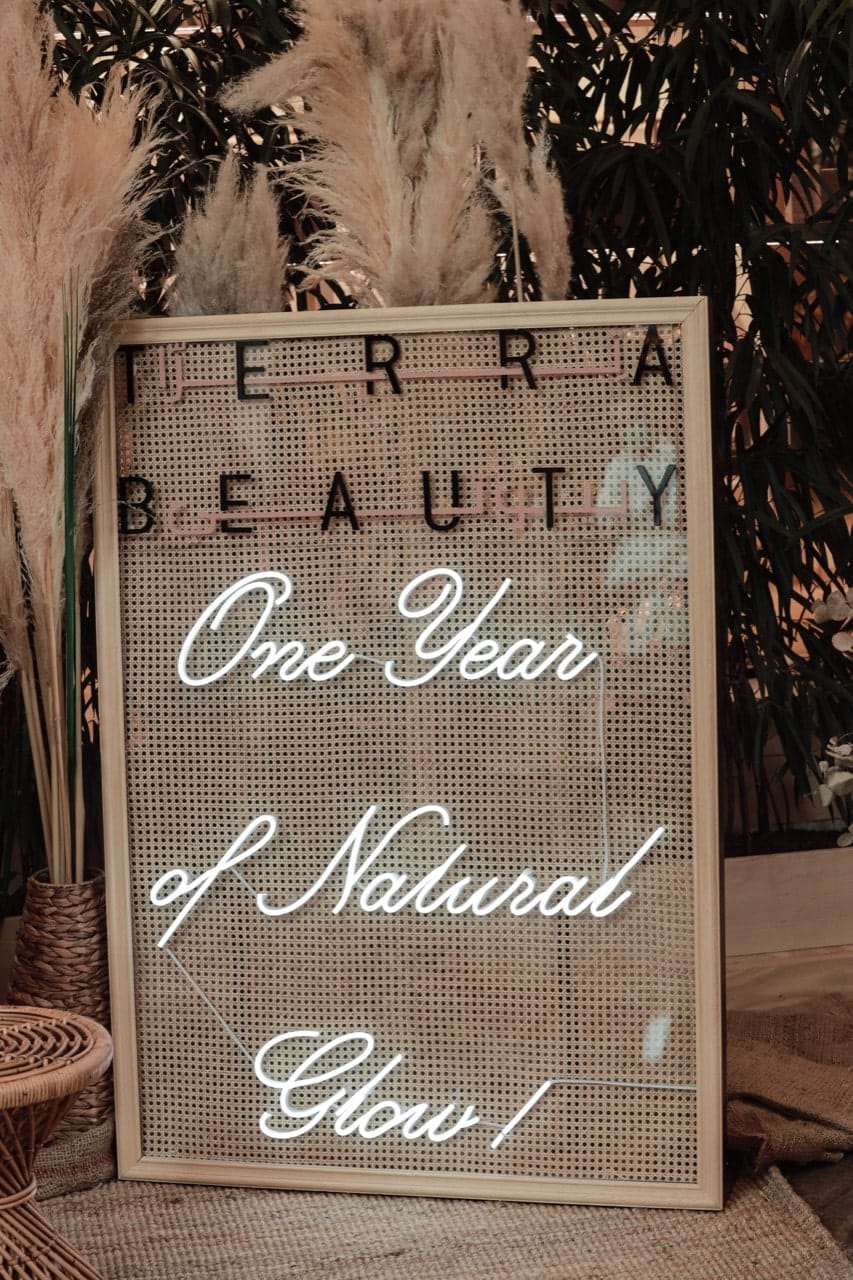 TERRA
BEAUTY
One Year
of Natural
Glow!